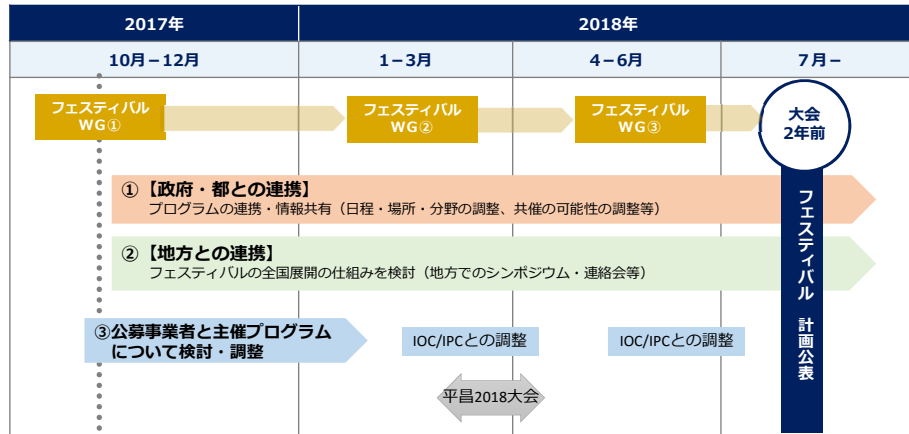 2017年
2018年
10月－12月
1－3月
4－6月
7月－
フェスティバル
WG①
フェスティバル
WG②
フェスティバル
WG③
大会
2年前
①【政府・都との連携】
プログラムの連携・情報共有（日程・場所・分野の調整、共催の可能性の調整等）
②【地方との連携】
フェスティバルの全国展開の仕組みを検討（地方でのシンポジウム・連絡会等）
③公募事業者と主催プログラム
について検討・調整
IOC/IPCとの調整
IOC/IPCとの調整
平昌2018大会
フェスティバル 計画公表